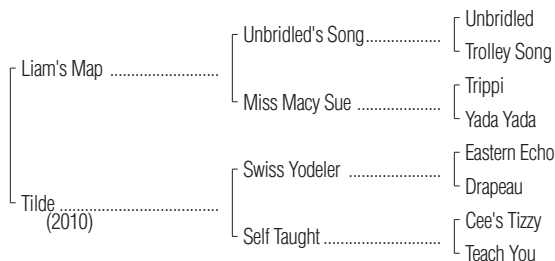 Unbridled
Unbridled's Song
Trolley Song
Liam's Map
Trippi
Miss Macy Sue
Yada Yada
Eastern Echo
Swiss Yodeler
Drapeau
Tilde
(2010)
Cee's Tizzy
Self Taught
Teach You